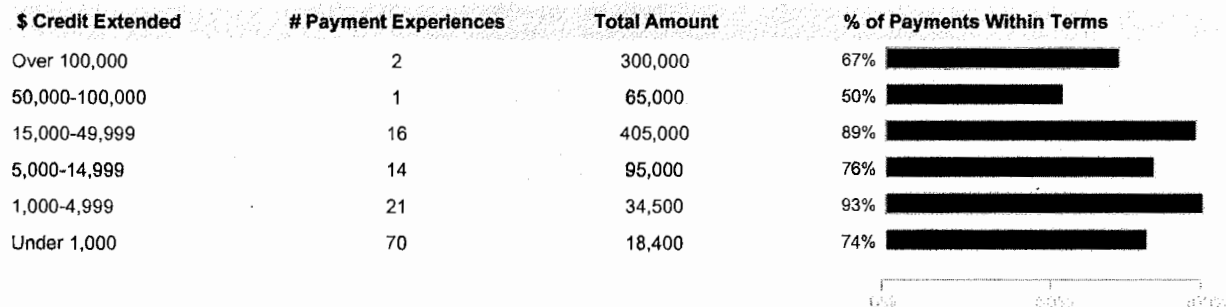 $ Credit Extended # Payment Experiences Total Amount % of Payments Within Terms
Over 100,000 2 300,000 67%
50,000-100,000 1 65,000 50%
15,000-49,999 16 405,000 89%
5,000-14,999 14 95,000 76%
1,000-4,999 21 34,500 93%
Under 1,000 70 18,400 74%